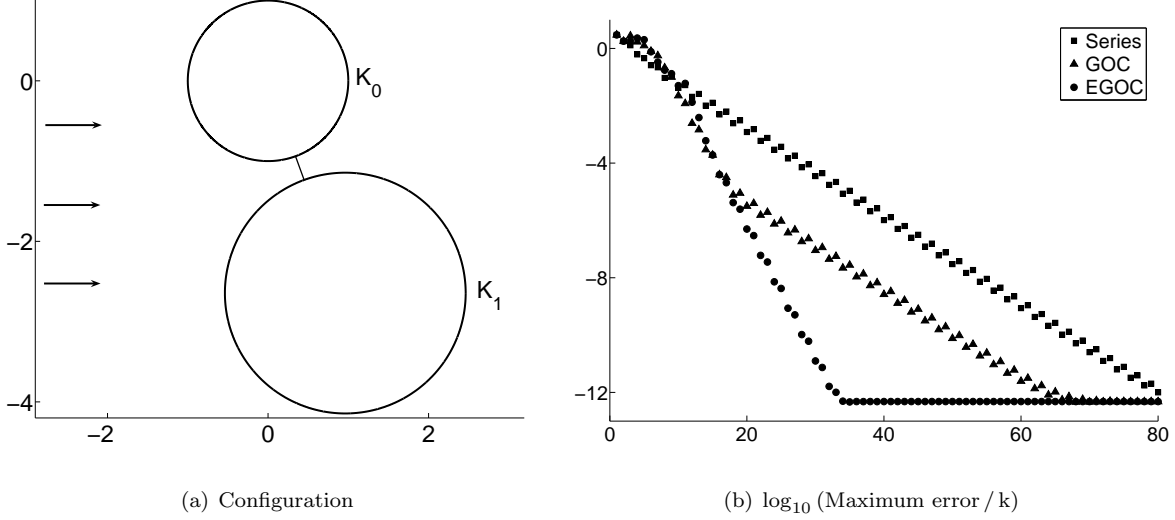 0
−2
−4
−2
0
2
K0
K1
(a) Configuration
0
−4
−8
−12
0
20
40
60
80
Series
GOC
EGOC
(b) log10 (Maximum error / k)